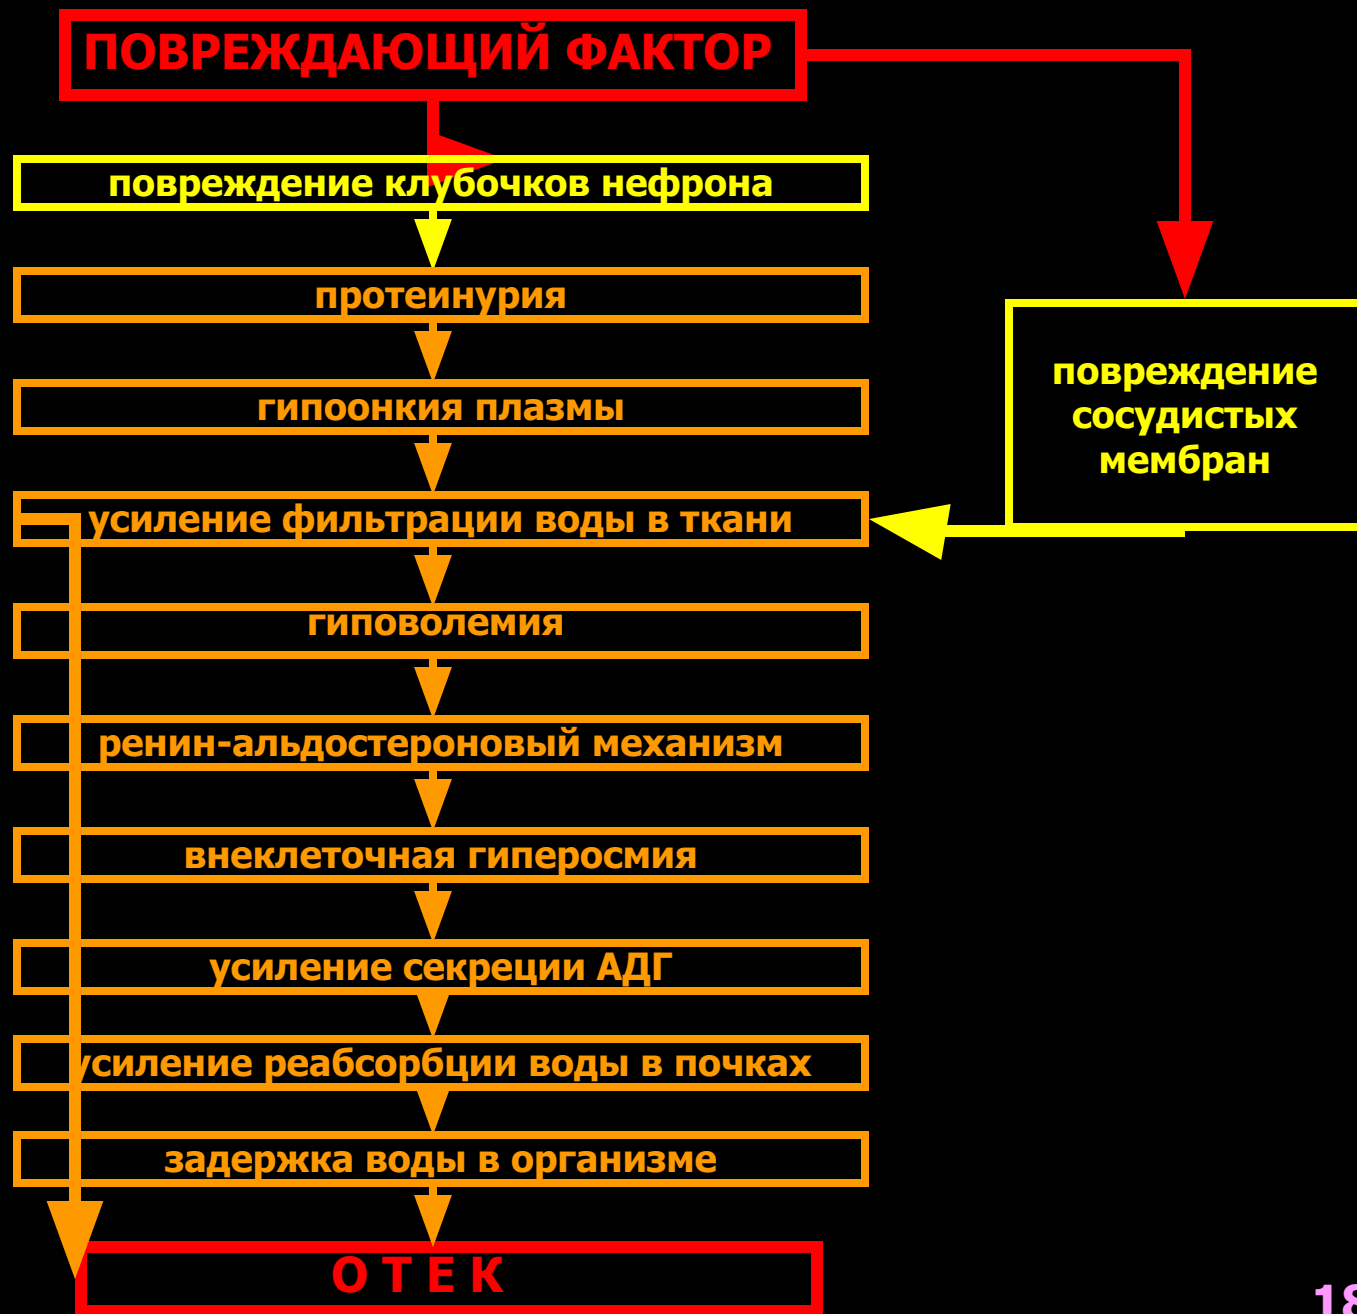 ПОВРЕЖДАЮЩИЙ ФАКТОР
повреждение клубочков нефрона
протеинурия
гипоонкия плазмы
повреждение
сосудистых
мембран
усиление фильтрации воды в ткани
гиповолемия
ренин-альдостероновый механизм
внеклеточная гиперосмия
усиление секреции АДГ
усиление реабсорбции воды в почках
задержка воды в организме
О Т Е К
18